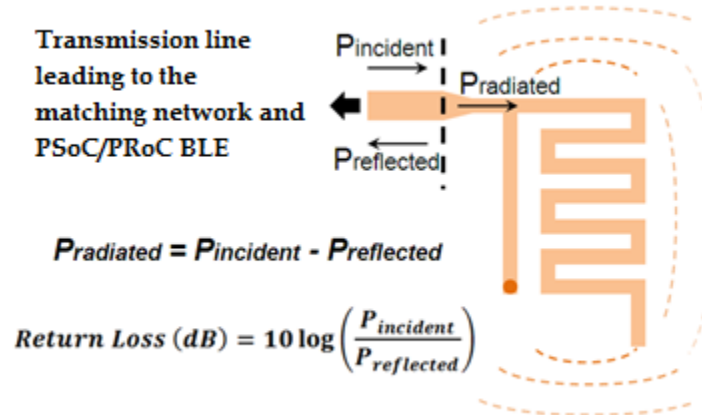 Transmission line
leading to the
matching network and
PSoC/PRoC BLE
Pincident
Pradiated
Preflected
Pradiated = Pincident - Preflected
Return Loss (dB) = 10 log(Pincident/Preflected)